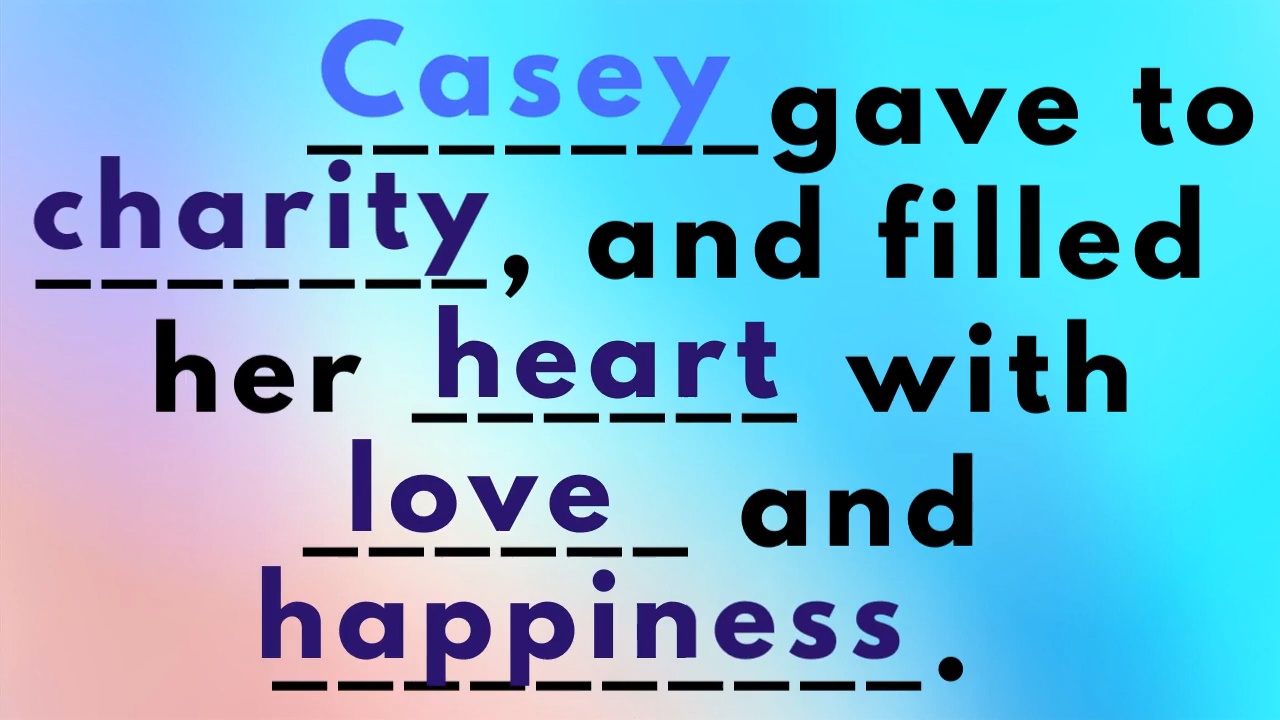 Casey gave to
charity, and filled
her heart with
love and
happiness.